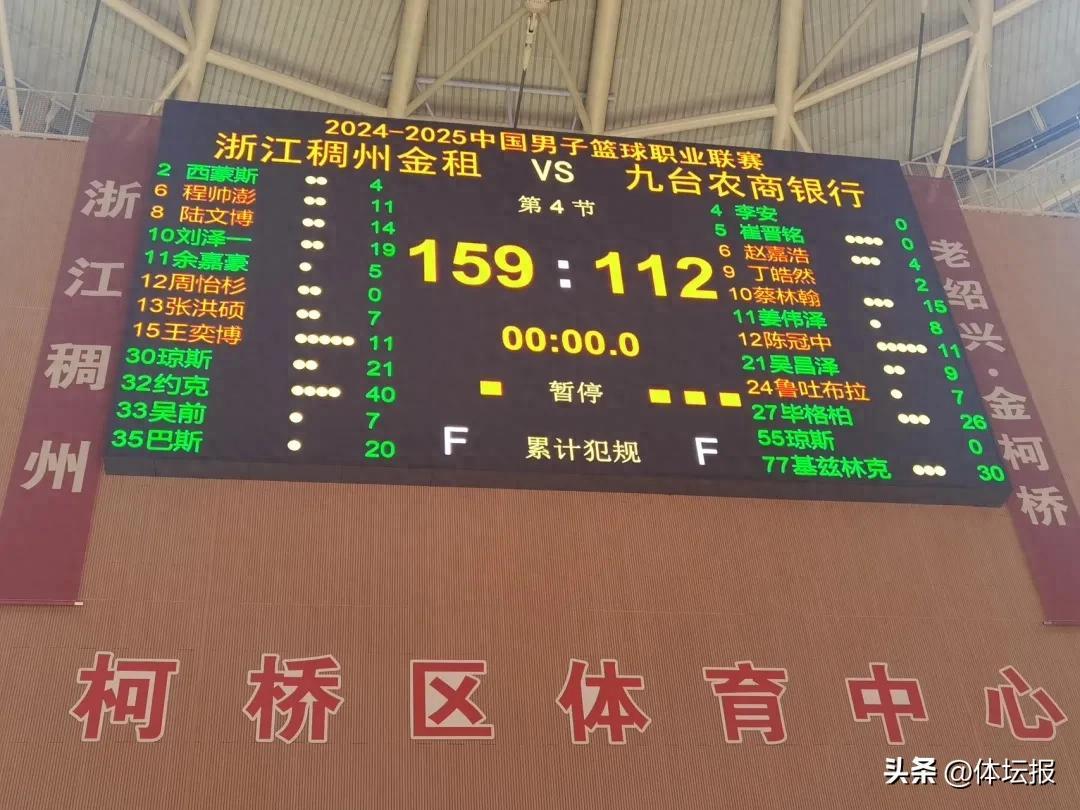 2024-2025中国男子篮球职业联赛
浙江稠州金租 VS 九台农商银行
第 4 节
159 : 112
00:00.0
暂停
F 累计犯规 F
2 西蒙斯 4
6 程帅澎 11
8 陆文博 14
10刘泽一 19
11余嘉豪 5
12周怡杉 0
13张洪硕 7
15王奕博 11
30琼斯 21
32约克 40
33吴前 7
35巴斯 20
4 李安 0
5 崔晋铭 0
6 赵嘉浩 4
9 丁皓然 2
10蔡林翰 15
11姜伟泽 8
12陈冠中 11
21吴昌泽 9
24鲁吐布拉 7
27毕格柏 26
55琼斯 0
77基兹林克 30
浙江稠州
老绍兴·金柯桥
柯桥区体育中心
头条 @体坛报